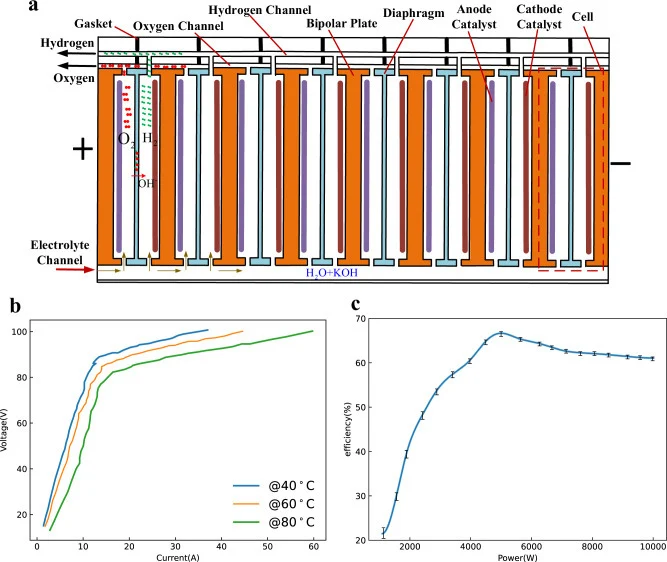 a
Gasket
Oxygen Channel
Hydrogen Channel
Bipolar Plate
Diaphragm
Anode
Catalyst
Cathode
Catalyst
Cell
Hydrogen
Oxygen
O2
H2
OH
+
−
Electrolyte
Channel
H2O+KOH
b
100
80
60
40
20
Voltage(V)
@40°C
@60°C
@80°C
0 10 20 30 40 50 60
Current(A)
c
70
60
50
40
30
20
efficiency(%)
2000 4000 6000 8000 10000
Power(W)